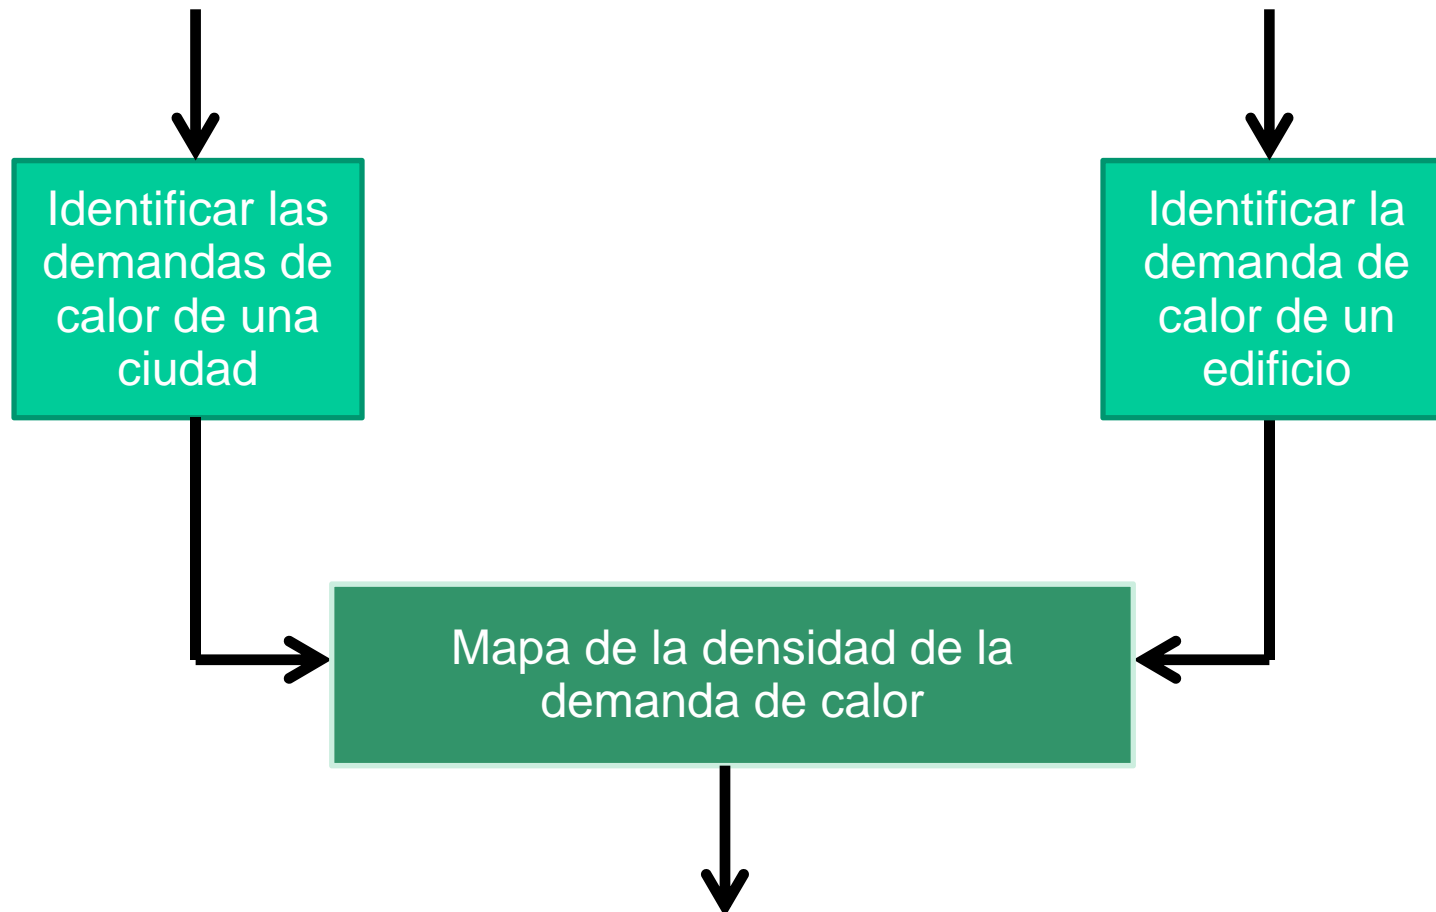 Identificar las
demandas de
calor de una
ciudad
Identificar la
demanda de
calor de un
edificio
Mapa de la densidad de la
demanda de calor